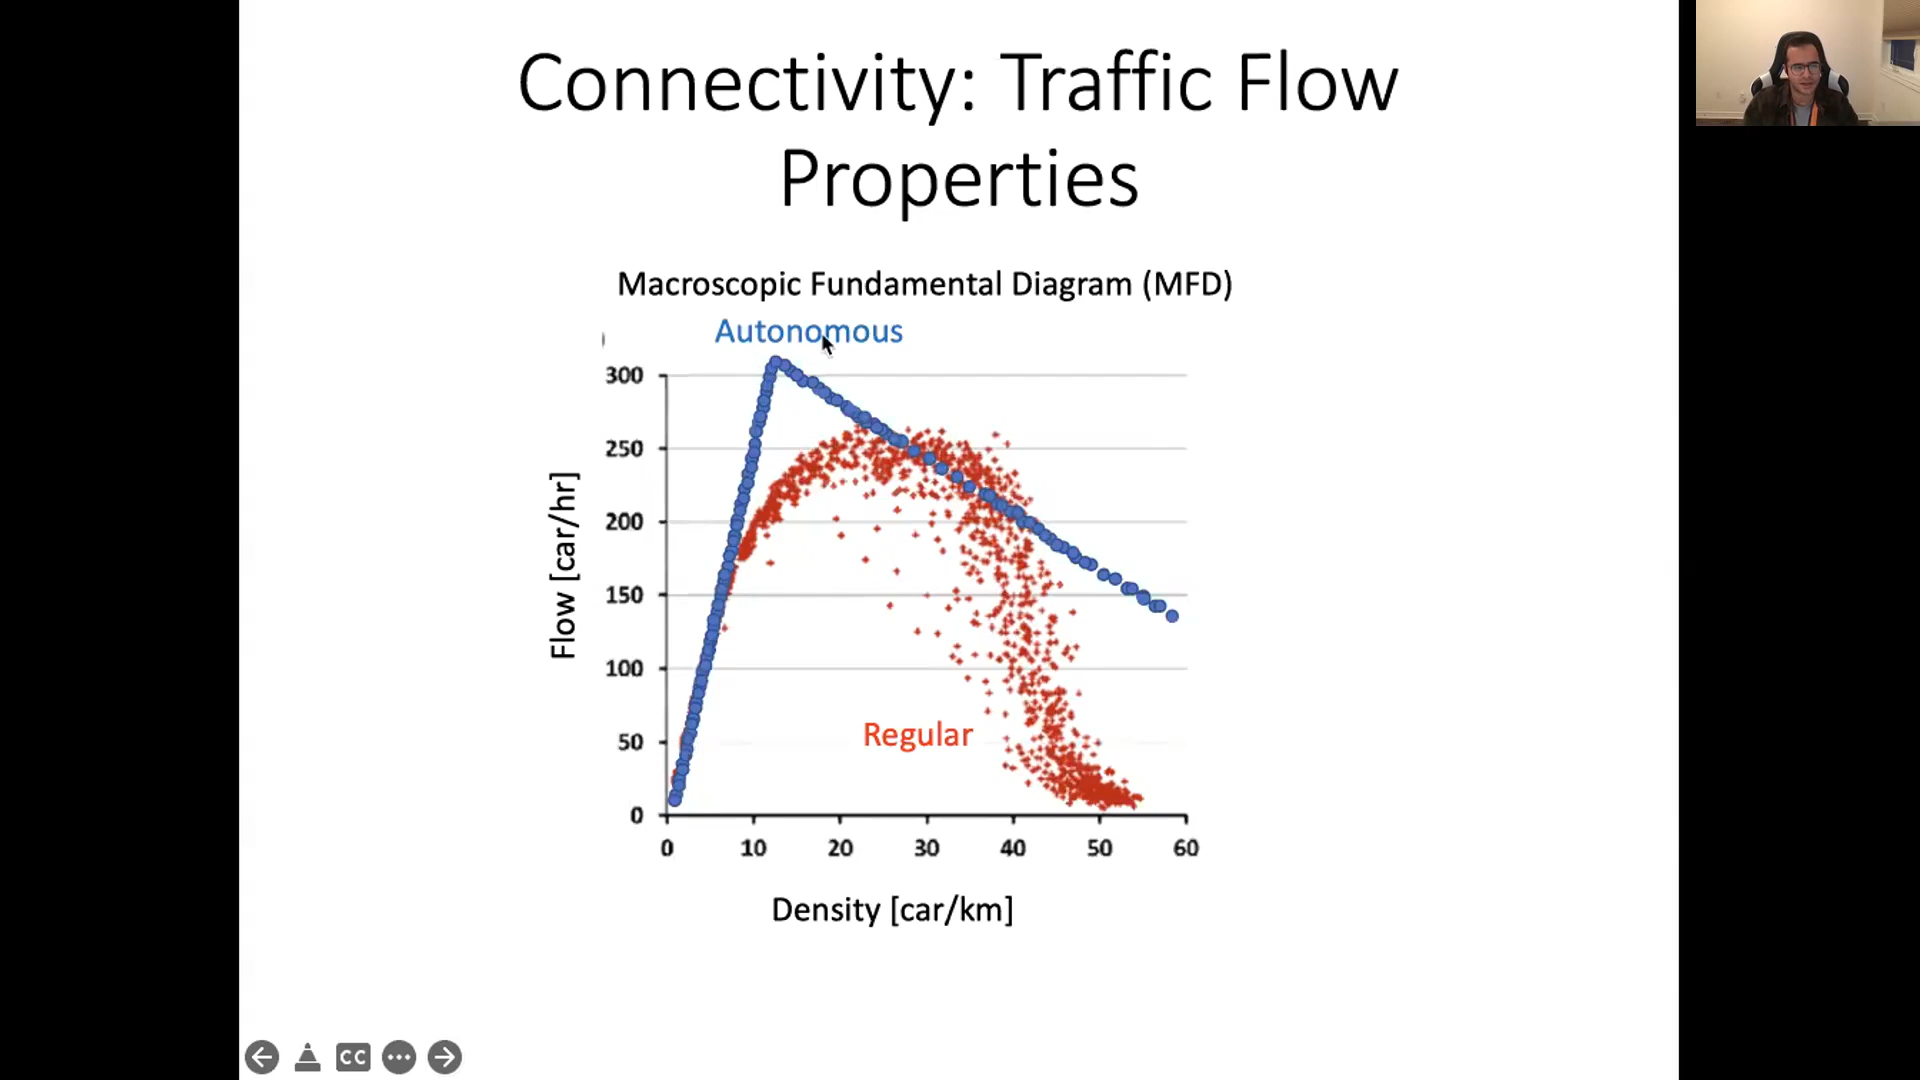 Connectivity: Traffic Flow
Properties
Macroscopic Fundamental Diagram (MFD)
Autonomous
300
250
200
150
100
50
0
Flow [car/hr]
Regular
0 10 20 30 40 50 60
Density [car/km]
CC